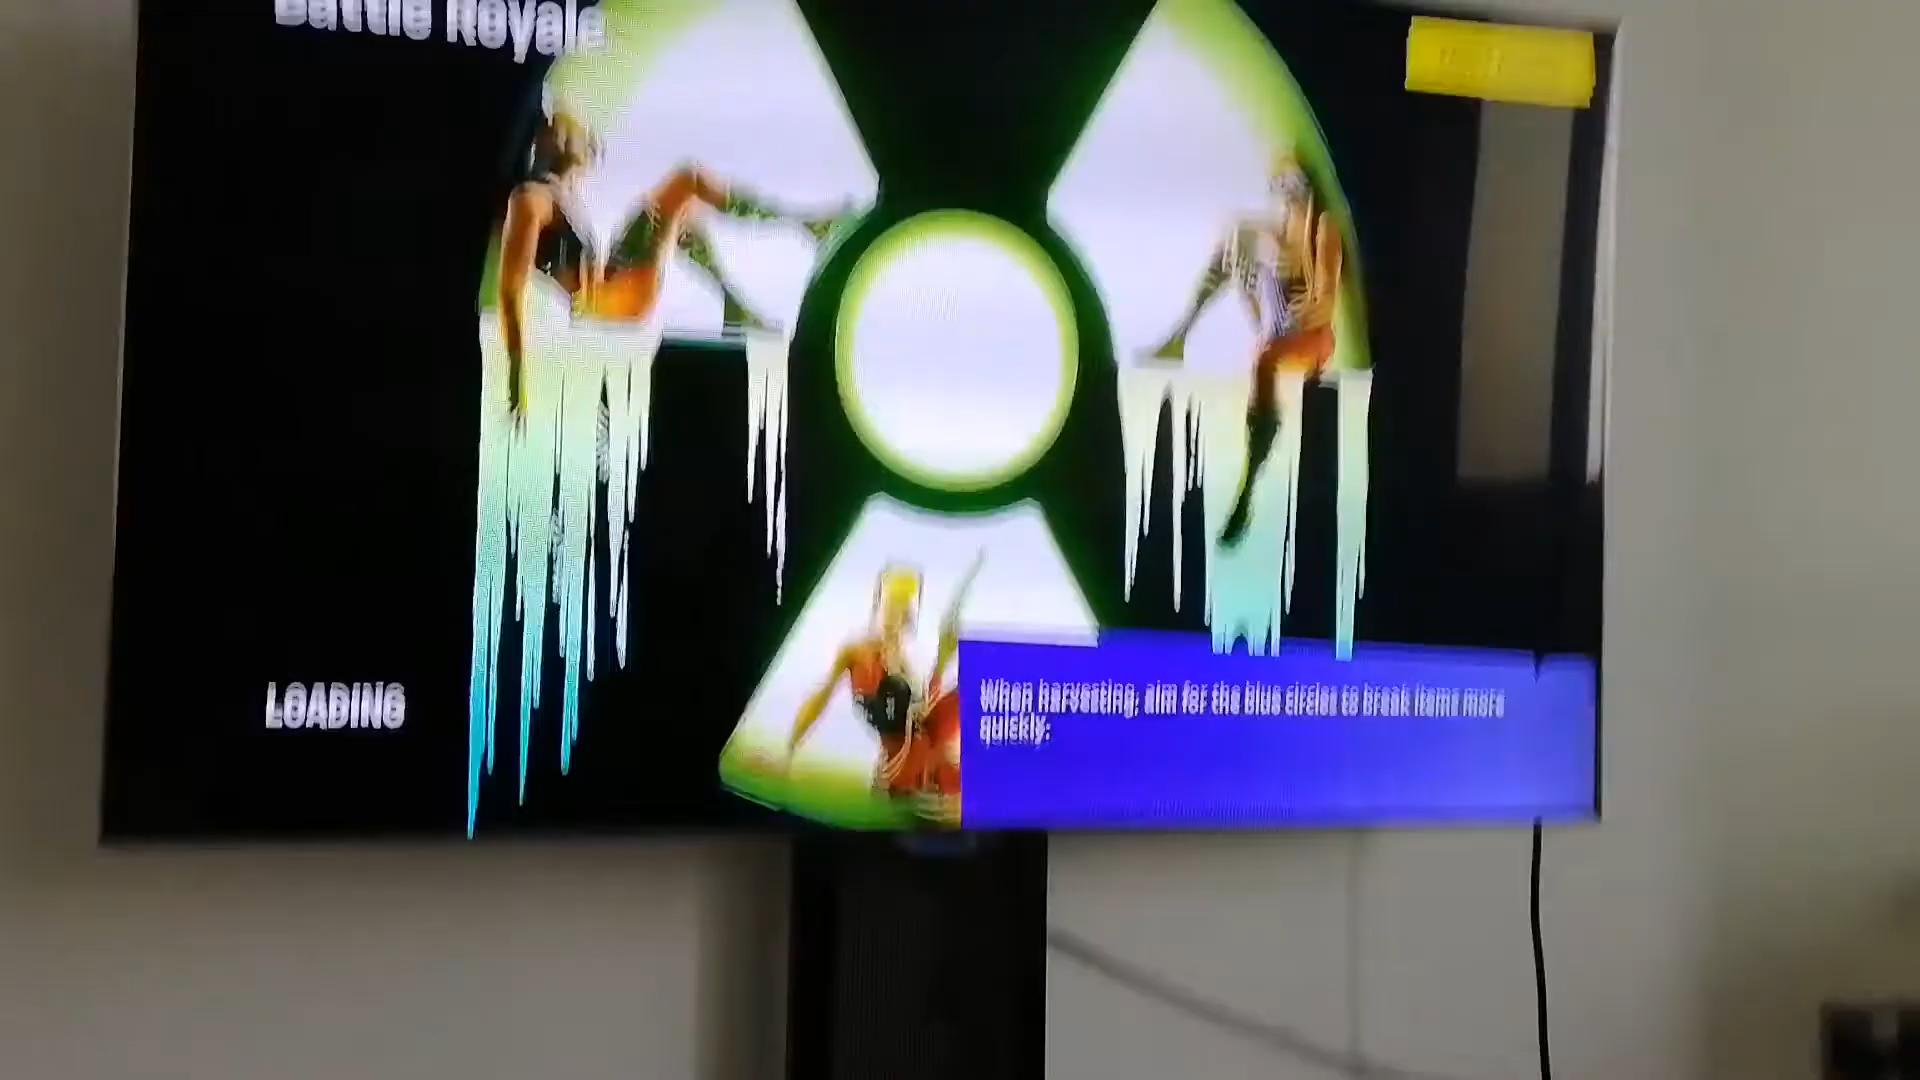 Battle Royale
LOADING
When harvesting, aim for the blue circles to break items more
quickly.